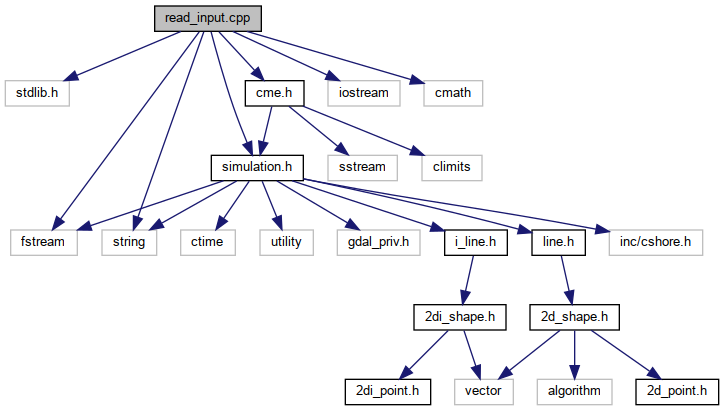 read_input.cpp
stdlib.h
cme.h
iostream
cmath
simulation.h
sstream
climits
fstream
string
ctime
utility
gdal_priv.h
i_line.h
line.h
inc/cshore.h
2di_shape.h
2d_shape.h
2di_point.h
vector
algorithm
2d_point.h